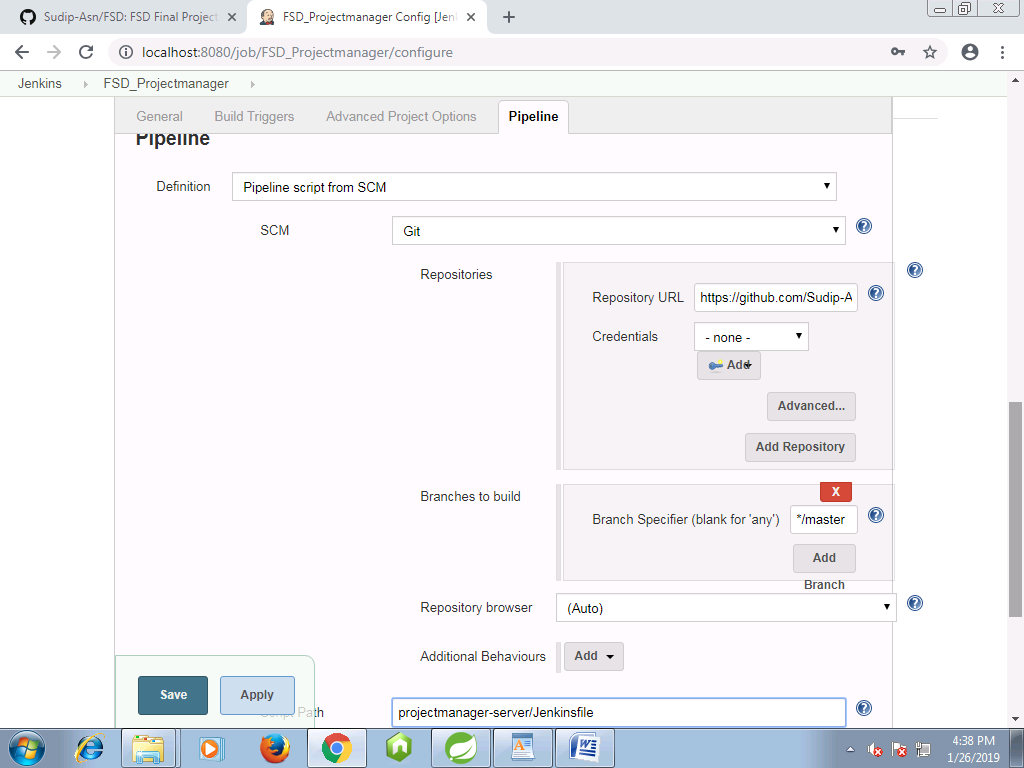 Sudip-Asn/FSD: FSD Final Project
FSD_Projectmanager Config [Jen
localhost:8080/job/FSD_Projectmanager/configure
Jenkins
FSD_Projectmanager
General
Build Triggers
Advanced Project Options
Pipeline
Pipeline
Definition
Pipeline script from SCM
SCM
Git
Repositories
Repository URL
https://github.com/Sudip-A
Credentials
- none -
Add
Advanced...
Add Repository
Branches to build
X
Branch Specifier (blank for 'any')
*/master
Add
Branch
Repository browser
(Auto)
Additional Behaviours
Add
Save
Apply
Script Path
projectmanager-server/Jenkinsfile
4:38 PM
1/26/2019